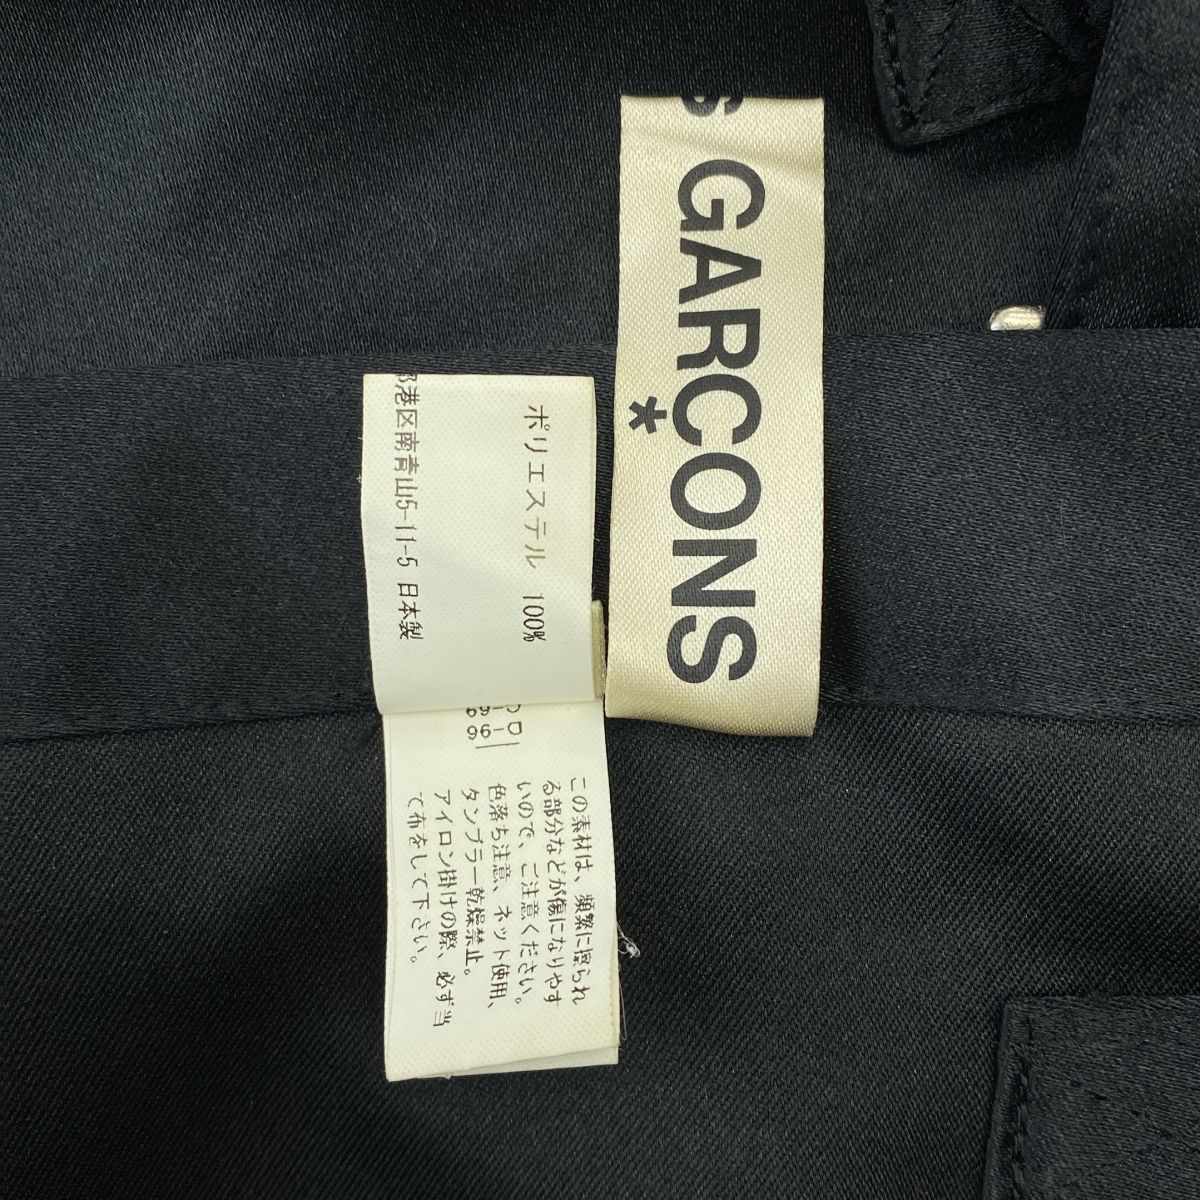 GARÇONS
ポリエステル 100%
港区南青山5-11-5 日本製
この素材は、頻繁に擦られ
る部分などが傷になりやす
いので、ご注意ください。
色落ち注意、ネット使用、
タンブラー乾燥禁止。
アイロン掛けの際、必ず当
て布をして下さい。